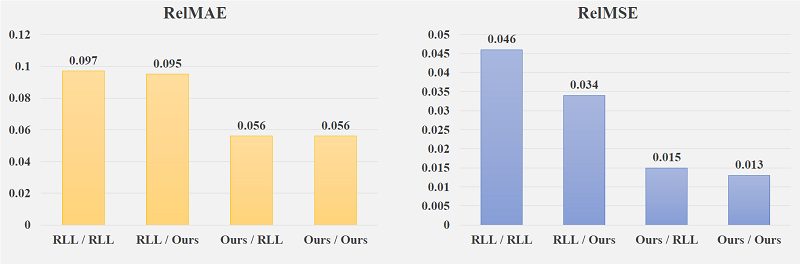 RelMAE
0.12
0.1
0.08
0.06
0.04
0.02
0
0.097
0.095
0.056
0.056
RLL / RLL
RLL / Ours
Ours / RLL
Ours / Ours
RelMSE
0.05
0.045
0.04
0.035
0.03
0.025
0.02
0.015
0.01
0.005
0
0.046
0.034
0.015
0.013
RLL / RLL
RLL / Ours
Ours / RLL
Ours / Ours